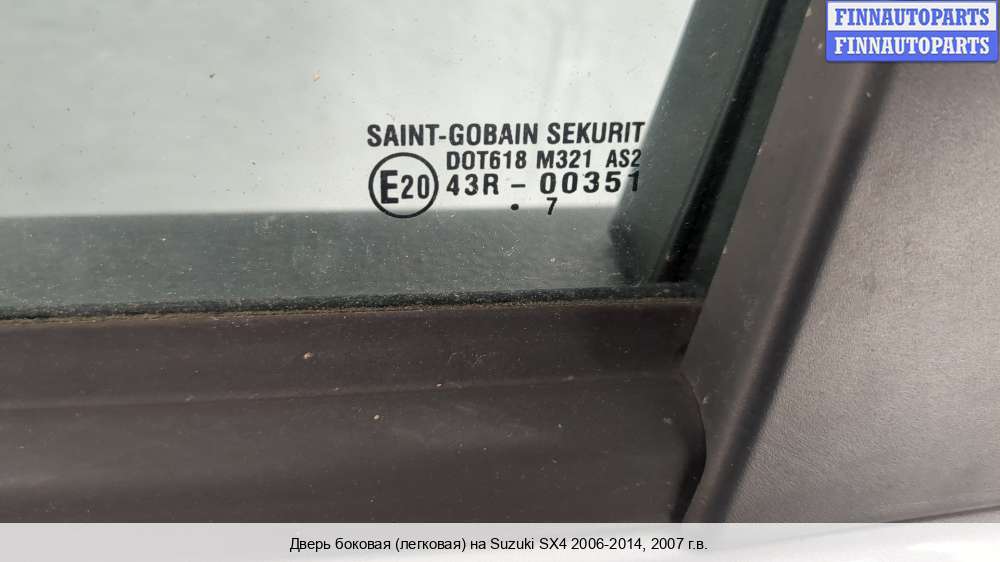 FINNAUTOPARTS
FINNAUTOPARTS
SAINT-GOBAIN SEKURIT
DOT618 M321 AS2
E20 43R - 00351
. 7
Дверь боковая (легковая) на Suzuki SX4 2006-2014, 2007 г.в.